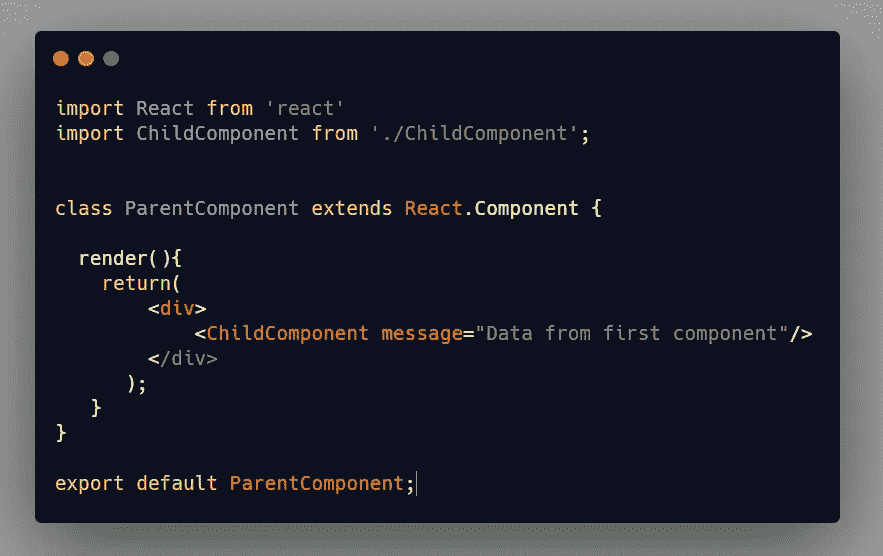 import React from 'react'
import ChildComponent from './ChildComponent';
class ParentComponent extends React.Component {
render(){
return(
<div>
<ChildComponent message="Data from first component"/>
</div>
);
}
}
export default ParentComponent;